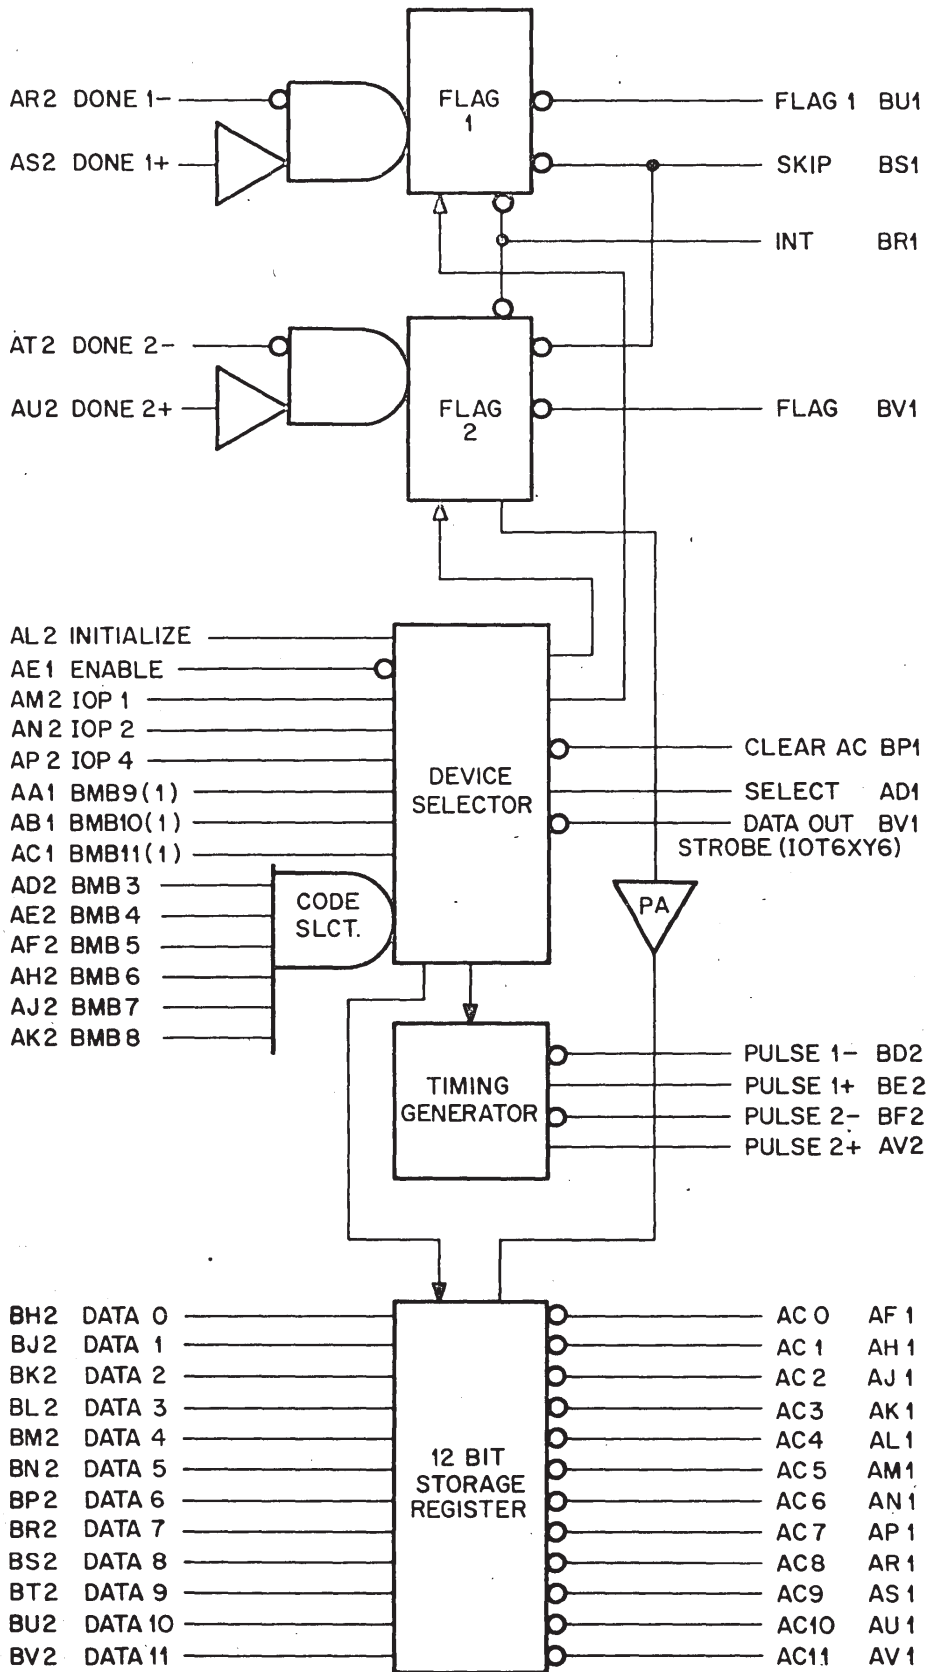 AR2 DONE 1-
FLAG
1
FLAG 1 BU1
AS2 DONE 1+
SKIP BS1
INT BR1
AT2 DONE 2-
AU2 DONE 2+
FLAG
2
FLAG BV1
AL2 INITIALIZE
AE1 ENABLE
AM2 IOP 1
AN2 IOP 2
AP2 IOP 4
AA1 BMB9(1)
AB1 BMB10(1)
AC1 BMB11(1)
AD2 BMB3
AE2 BMB4
AF2 BMB5
AH2 BMB6
AJ2 BMB7
AK2 BMB8
CODE
SLCT.
DEVICE
SELECTOR
CLEAR AC BP1
SELECT AD1
DATA OUT BV1
STROBE (IOT6XY6)
PA
TIMING
GENERATOR
PULSE 1- BD2
PULSE 1+ BE2
PULSE 2- BF2
PULSE 2+ AV2
BH2 DATA 0
BJ2 DATA 1
BK2 DATA 2
BL2 DATA 3
BM2 DATA 4
BN2 DATA 5
BP2 DATA 6
BR2 DATA 7
BS2 DATA 8
BT2 DATA 9
BU2 DATA 10
BV2 DATA 11
12 BIT
STORAGE
REGISTER
AC 0 AF1
AC 1 AH1
AC 2 AJ1
AC3 AK1
AC4 AL1
AC 5 AM1
AC 6 AN1
AC7 AP1
AC8 AR1
AC9 AS1
AC10 AU1
AC11 AV1